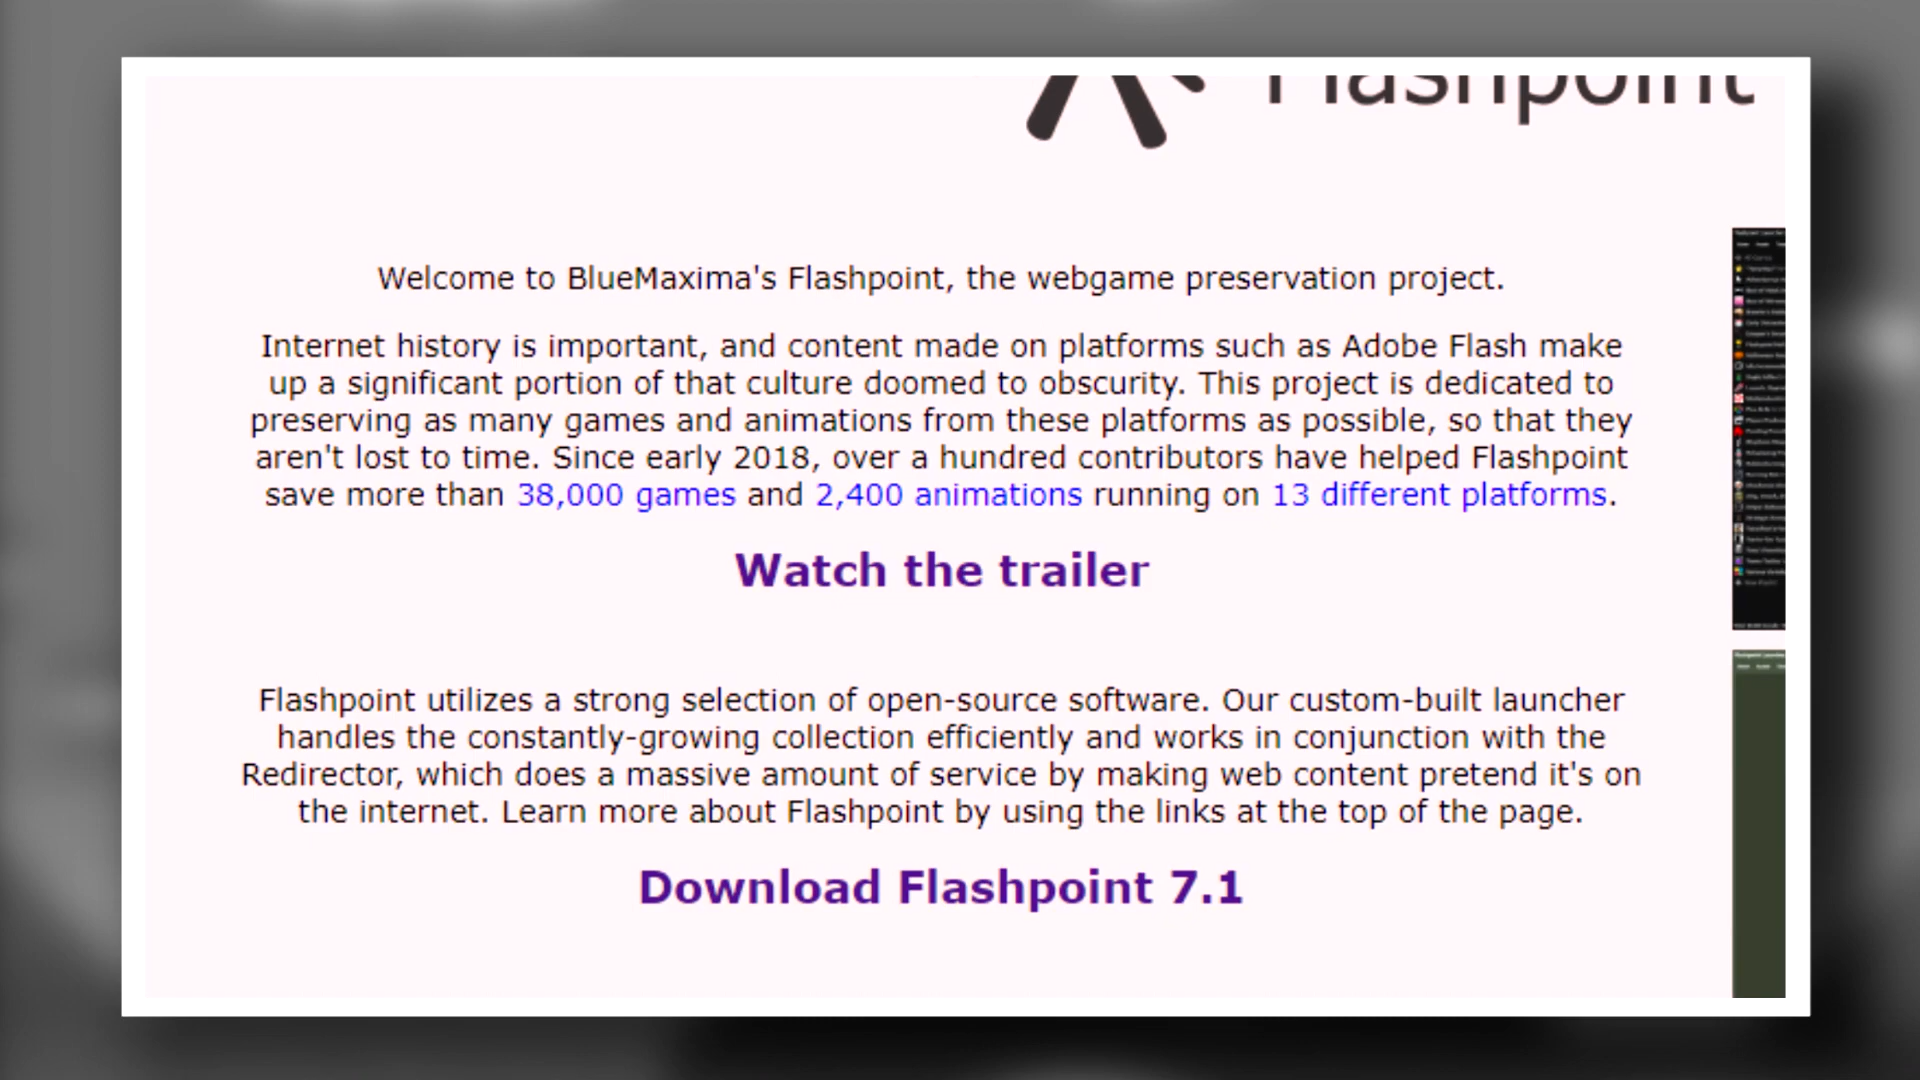 Flashpoint
Welcome to BlueMaxima's Flashpoint, the webgame preservation project.
Internet history is important, and content made on platforms such as Adobe Flash make
up a significant portion of that culture doomed to obscurity. This project is dedicated to
preserving as many games and animations from these platforms as possible, so that they
aren't lost to time. Since early 2018, over a hundred contributors have helped Flashpoint
save more than 38,000 games and 2,400 animations running on 13 different platforms.
Watch the trailer
Flashpoint utilizes a strong selection of open-source software. Our custom-built launcher
handles the constantly-growing collection efficiently and works in conjunction with the
Redirector, which does a massive amount of service by making web content pretend it's on
the internet. Learn more about Flashpoint by using the links at the top of the page.
Download Flashpoint 7.1